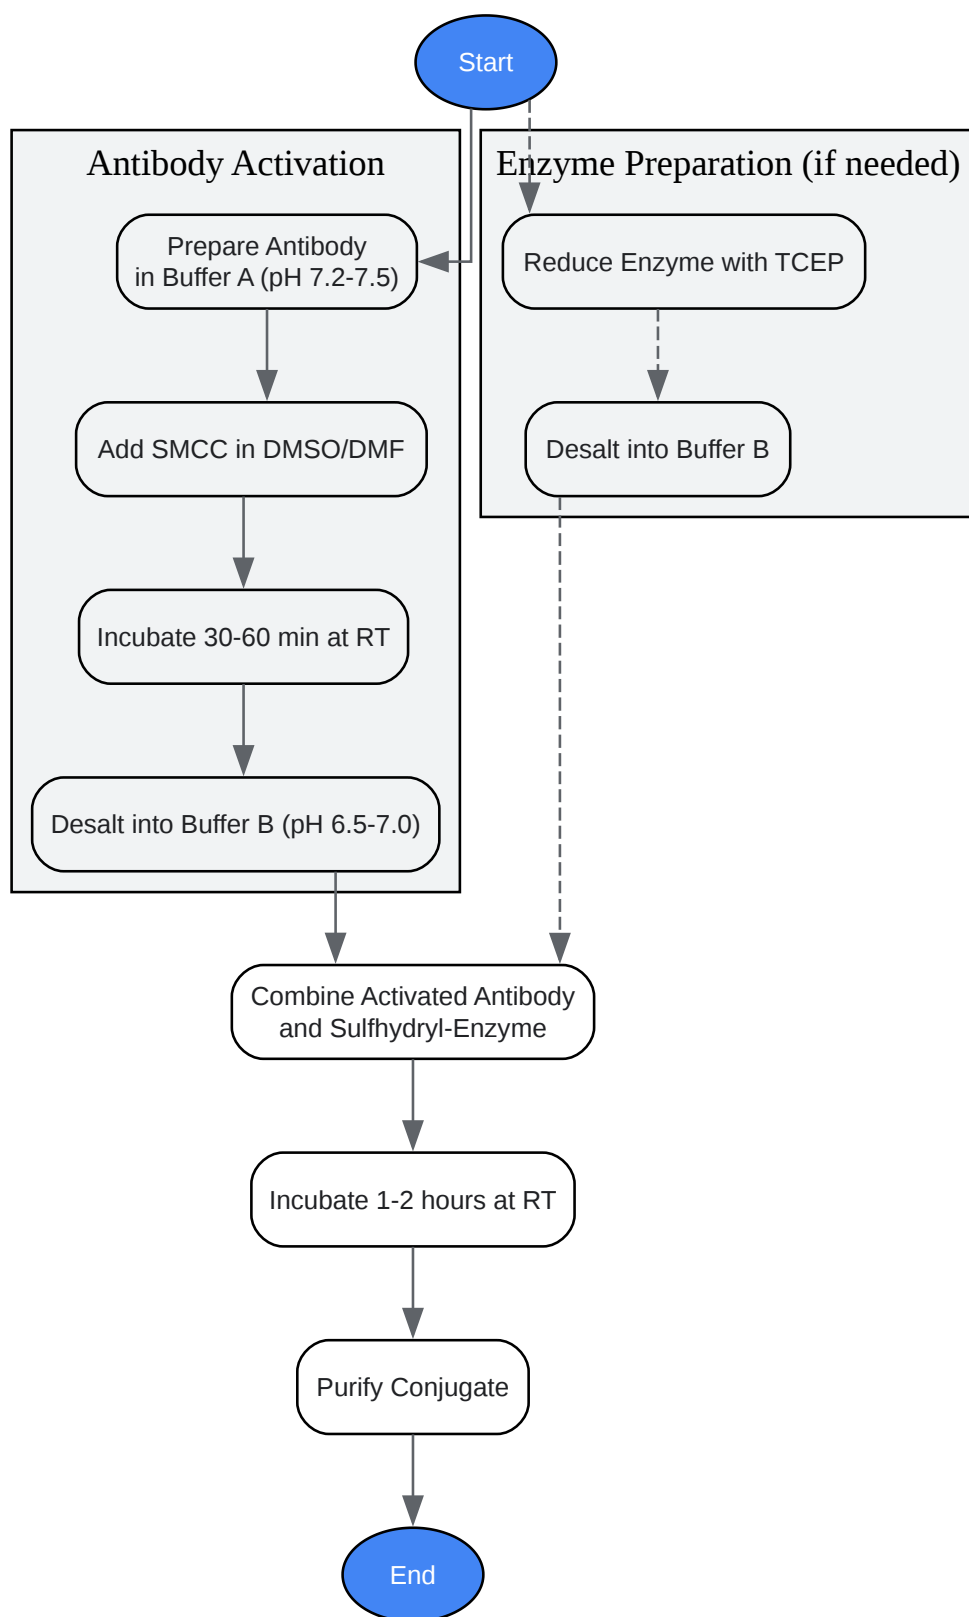 Start
Antibody Activation
Prepare Antibody
in Buffer A (pH 7.2-7.5)
Add SMCC in DMSO/DMF
Incubate 30-60 min at RT
Desalt into Buffer B (pH 6.5-7.0)
Enzyme Preparation (if needed)
Reduce Enzyme with TCEP
Desalt into Buffer B
Combine Activated Antibody
and Sulfhydryl-Enzyme
Incubate 1-2 hours at RT
Purify Conjugate
End